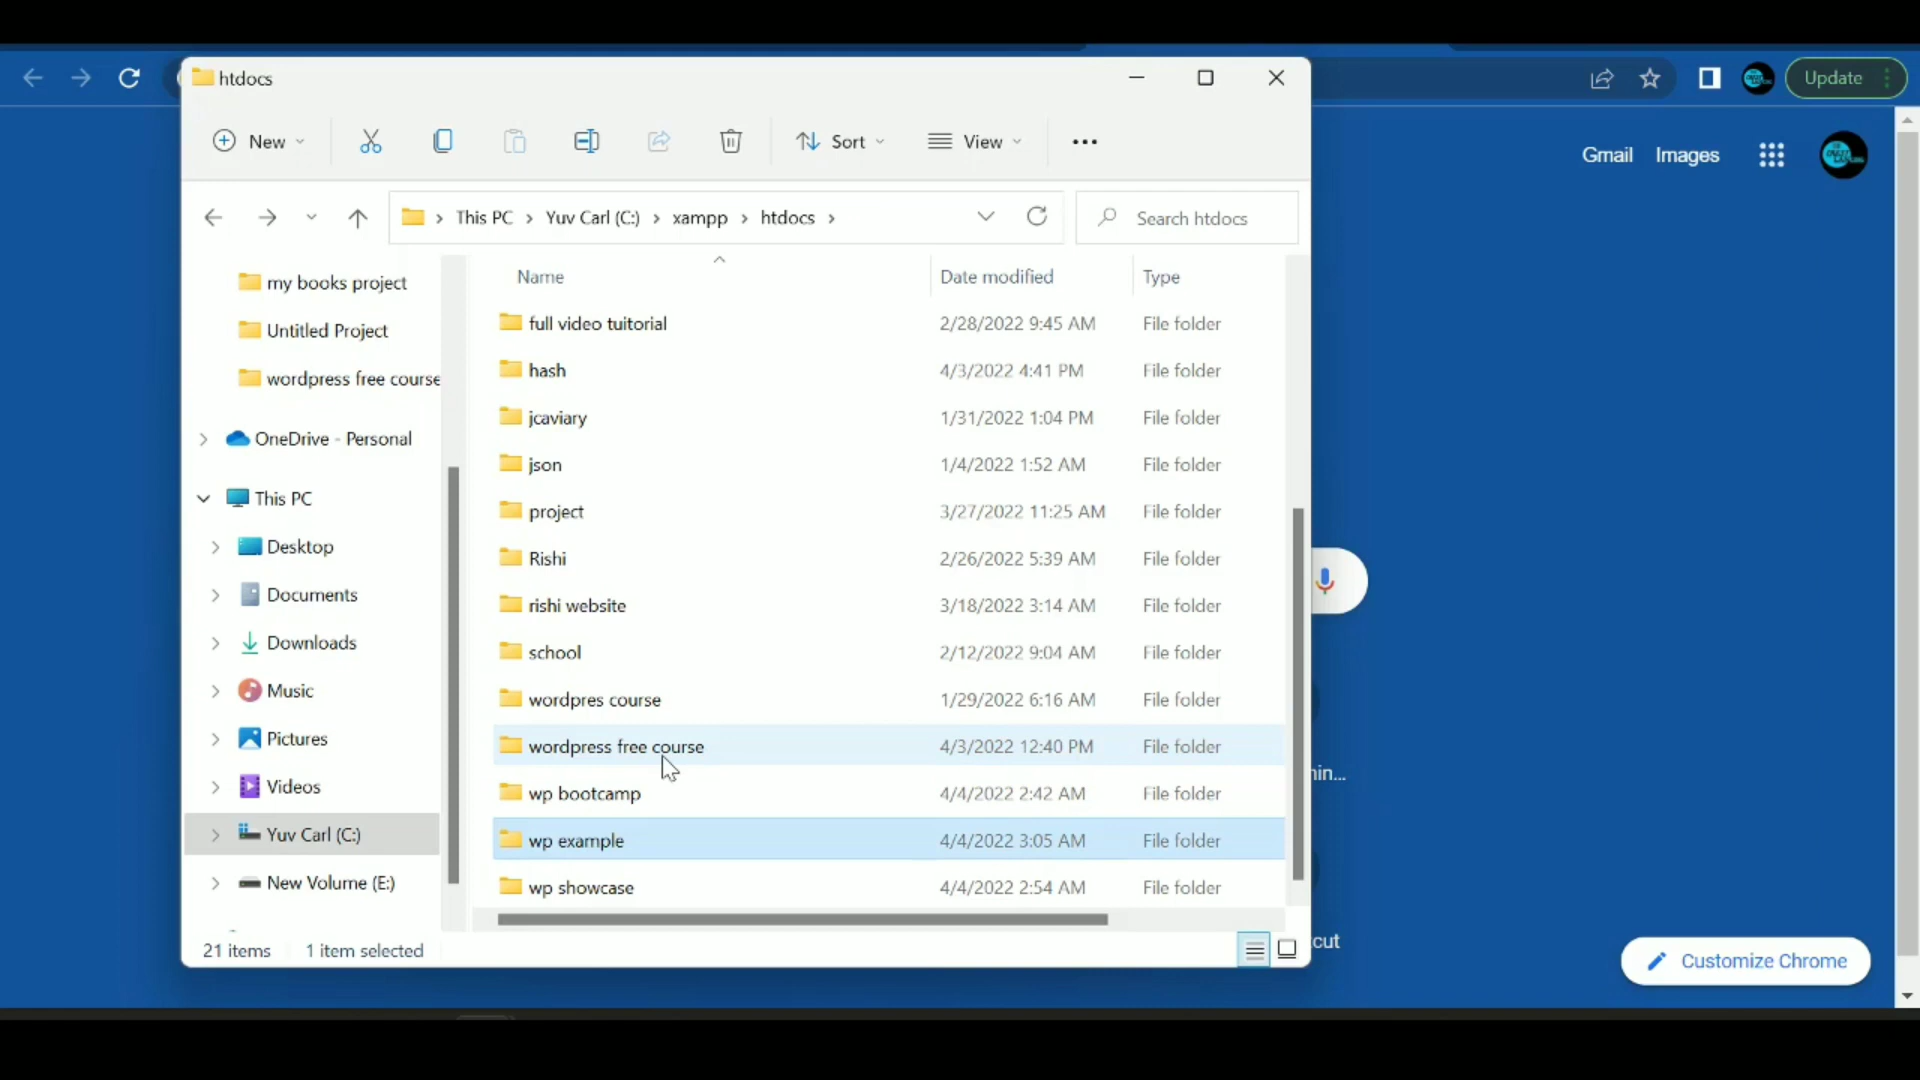 htdocs
Update
New
Sort
View
Gmail Images
This PC Yuv Carl (C:) xampp htdocs
Search htdocs
my books project
Untitled Project
wordpress free course
OneDrive - Personal
This PC
Desktop
Documents
Downloads
Music
Pictures
Videos
Yuv Carl (C:)
New Volume (E:)
Name Date modified Type
full video tuitorial 2/28/2022 9:45 AM File folder
hash 4/3/2022 4:41 PM File folder
jcaviary 1/31/2022 1:04 PM File folder
json 1/4/2022 1:52 AM File folder
project 3/27/2022 11:25 AM File folder
Rishi 2/26/2022 5:39 AM File folder
rishi website 3/18/2022 3:14 AM File folder
school 2/12/2022 9:04 AM File folder
wordpres course 1/29/2022 6:16 AM File folder
wordpress free course 4/3/2022 12:40 PM File folder
wp bootcamp 4/4/2022 2:42 AM File folder
wp example 4/4/2022 3:05 AM File folder
wp showcase 4/4/2022 2:54 AM File folder
21 items 1 item selected
Customize Chrome